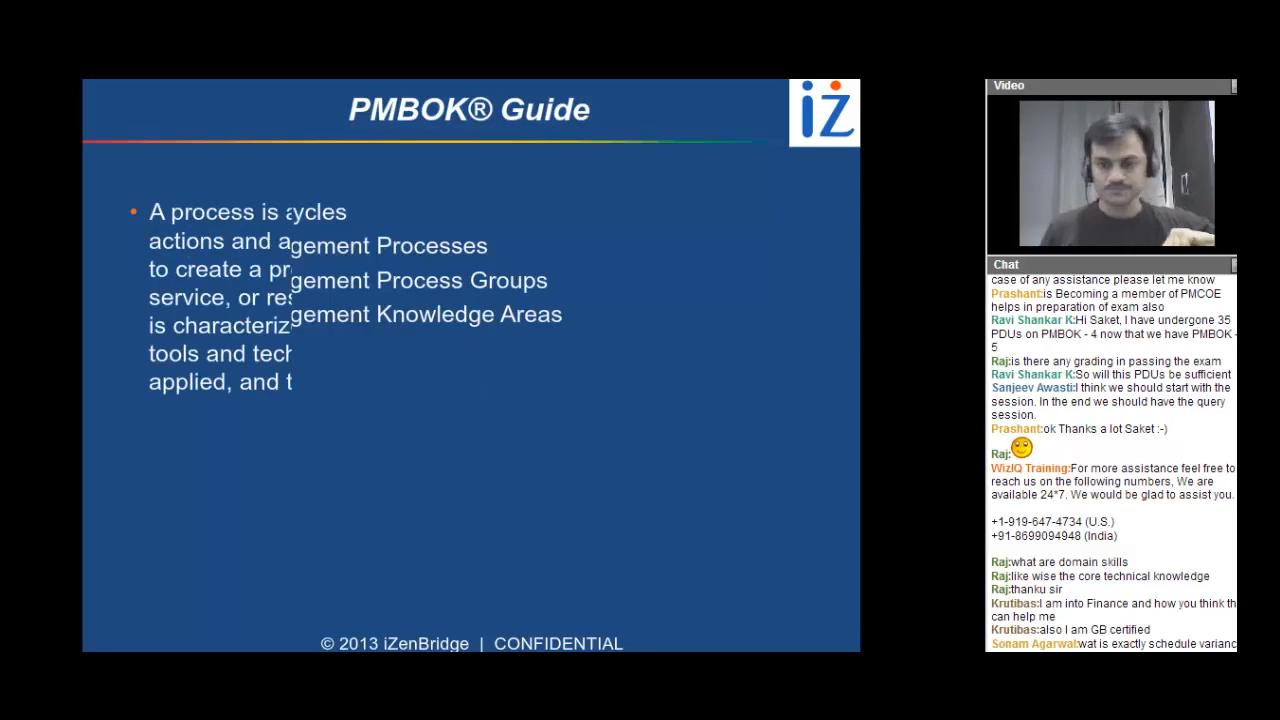 PMBOK® Guide
iZ
• A process is aycles
actions and agement Processes
to create a prgement Process Groups
service, or resgement Knowledge Areas
is characteriz
tools and tech
applied, and t
© 2013 iZenBridge | CONFIDENTIAL
Video
Chat
case of any assistance please let me know
Prashant:is Becoming a member of PMCOE
helps in preparation of exam also
Ravi Shankar K:Hi Saket, I have undergone 35
PDUs on PMBOK - 4 now that we have PMBOK -
5
Raj:is there any grading in passing the exam
Ravi Shankar K:So will this PDUs be sufficient
Sanjeev Awasti:I think we should start with the
session. In the end we should have the query
session.
Prashant:ok Thanks a lot Saket :-)
Raj:
WizIQ Training:For more assistance feel free to
reach us on the following numbers, We are
available 24*7. We would be glad to assist you.
+1-919-647-4734 (U.S.)
+91-8699094948 (India)
Raj:what are domain skills
Raj:like wise the core technical knowledge
Raj:thanku sir
Krutibas:I am into Finance and how you think th
can help me
Krutibas:also I am GB certified
Sonam Agarwal:wat is exactly schedule varianc